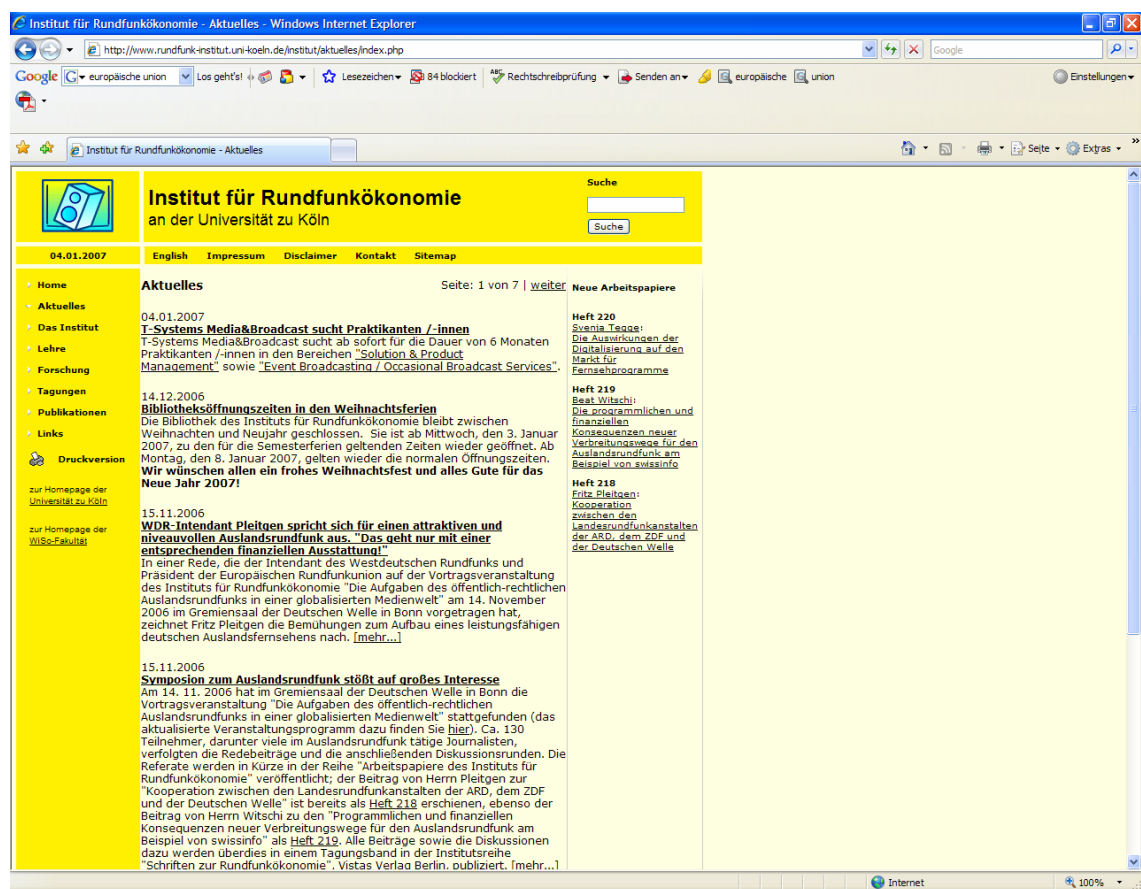 Institut für Rundfunkökonomie - Aktuelles - Windows Internet Explorer
http://www.rundfunk-institut.uni-koeln.de/institut/aktuelles/index.php
Google
Google G europäische union Los geht's! Lesezeichen 84 blockiert ABC Rechtschreibprüfung Senden an europäische union Einstellungen
Institut für Rundfunkökonomie - Aktuelles
Seite Extras »
Institut für Rundfunkökonomie
an der Universität zu Köln
Suche
Suche
04.01.2007
English Impressum Disclaimer Kontakt Sitemap
Home
Aktuelles
Das Institut
Lehre
Forschung
Tagungen
Publikationen
Links
Druckversion
zur Homepage der
Universität zu Köln
zur Homepage der
WiSo-Fakultät
Aktuelles
Seite: 1 von 7 | weiter
04.01.2007
T-Systems Media&Broadcast sucht Praktikanten /-innen
T-Systems Media&Broadcast sucht ab sofort für die Dauer von 6 Monaten
Praktikanten /-innen in den Bereichen "Solution & Product
Management" sowie "Event Broadcasting / Occasional Broadcast Services".
14.12.2006
Bibliotheksöffnungszeiten in den Weihnachtsferien
Die Bibliothek des Instituts für Rundfunkökonomie bleibt zwischen
Weihnachten und Neujahr geschlossen. Sie ist ab Mittwoch, den 3. Januar
2007, zu den für die Semesterferien geltenden Zeiten wieder geöffnet. Ab
Montag, den 8. Januar 2007, gelten wieder die normalen Öffnungszeiten.
Wir wünschen allen ein frohes Weihnachtsfest und alles Gute für das
Neue Jahr 2007!
15.11.2006
WDR-Intendant Pleitgen spricht sich für einen attraktiven und
niveauvollen Auslandsrundfunk aus. "Das geht nur mit einer
entsprechenden finanziellen Ausstattung!"
In einer Rede, die der Intendant des Westdeutschen Rundfunks und
Präsident der Europäischen Rundfunkunion auf der Vortragsveranstaltung
des Instituts für Rundfunkökonomie "Die Aufgaben des öffentlich-rechtlichen
Auslandsrundfunks in einer globalisierten Medienwelt" am 14. November
2006 im Gremiensaal der Deutschen Welle in Bonn vorgetragen hat,
zeichnet Fritz Pleitgen die Bemühungen zum Aufbau eines leistungsfähigen
deutschen Auslandsfernsehens nach. [mehr...]
15.11.2006
Symposion zum Auslandsrundfunk stößt auf großes Interesse
Am 14. 11. 2006 hat im Gremiensaal der Deutschen Welle in Bonn die
Vortragsveranstaltung "Die Aufgaben des öffentlich-rechtlichen
Auslandsrundfunks in einer globalisierten Medienwelt" stattgefunden (das
aktualisierte Veranstaltungsprogramm dazu finden Sie hier). Ca. 130
Teilnehmer, darunter viele im Auslandsrundfunk tätige Journalisten,
verfolgten die Redebeiträge und die anschließenden Diskussionsrunden. Die
Referate werden in Kürze in der Reihe "Arbeitspapiere des Instituts für
Rundfunkökonomie" veröffentlicht; der Beitrag von Herrn Pleitgen zur
"Kooperation zwischen den Landesrundfunkanstalten der ARD, dem ZDF
und der Deutschen Welle" ist bereits als Heft 218 erschienen, ebenso der
Beitrag von Herrn Witschi zu den "Programmlichen und finanziellen
Konsequenzen neuer Verbreitungswege für den Auslandsrundfunk am
Beispiel von swissinfo" als Heft 219. Alle Beiträge sowie die Diskussionen
dazu werden überdies in einem Tagungsband in der Institutsreihe
"Schriften zur Rundfunkökonomie", Vistas Verlag Berlin, publiziert. [mehr...]
Neue Arbeitspapiere
Heft 220
Svenja Tegge:
Die Auswirkungen der
Digitalisierung auf den
Markt für
Fernsehprogramme
Heft 219
Beat Witschi:
Die programmlichen und
finanziellen
Konsequenzen neuer
Verbreitungswege für den
Auslandsrundfunk am
Beispiel von swissinfo
Heft 218
Fritz Pleitgen:
Kooperation
zwischen den
Landesrundfunkanstalten
der ARD, dem ZDF und
der Deutschen Welle
Internet
100%